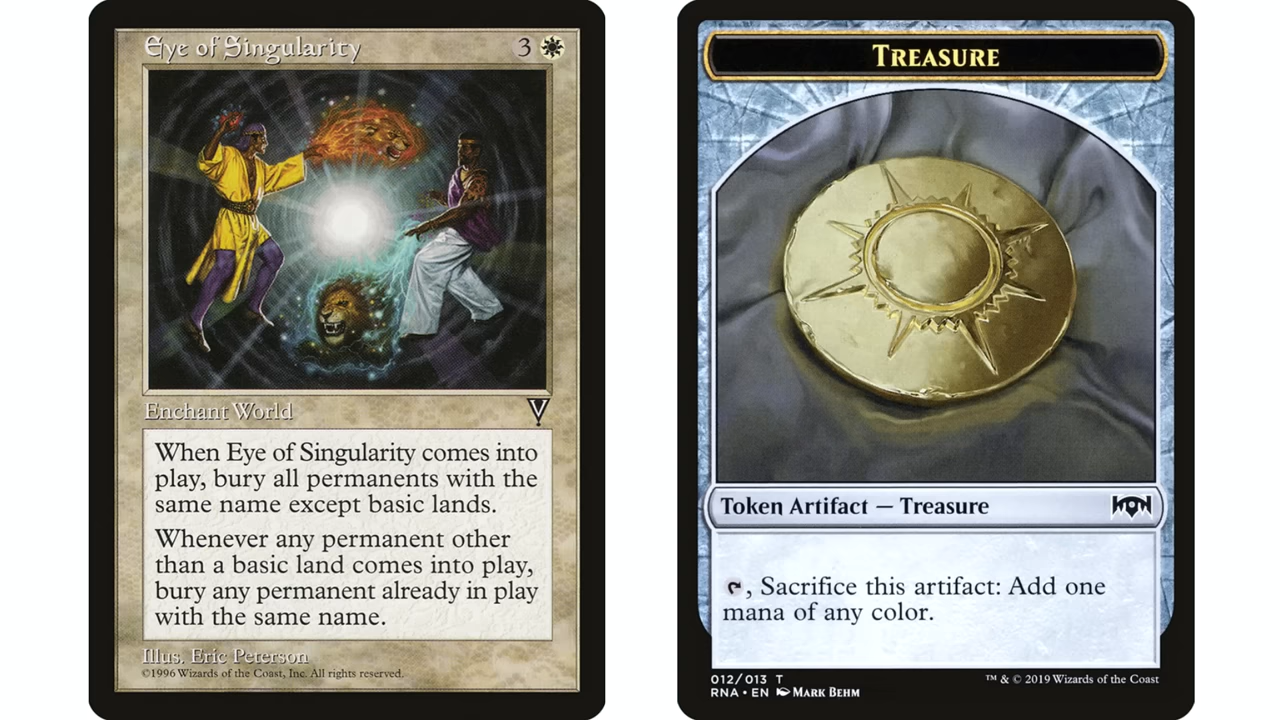 Eye of Singularity 3
Enchant World
When Eye of Singularity comes into
play, bury all permanents with the
same name except basic lands.
Whenever any permanent other
than a basic land comes into play,
bury any permanent already in play
with the same name.
Illus. Eric Peterson
©1996 Wizards of the Coast, Inc. All rights reserved.
TREASURE
Token Artifact — Treasure
, Sacrifice this artifact: Add one
mana of any color.
012/013 T
RNA • EN MARK BEHM
™ & © 2019 Wizards of the Coast